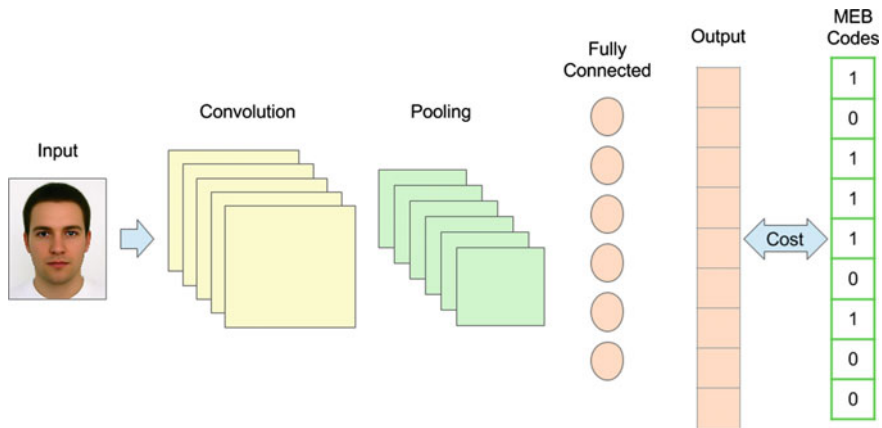 Input
Convolution
Pooling
Fully
Connected
Output
Cost
MEB
Codes
1
0
1
1
1
0
1
0
0